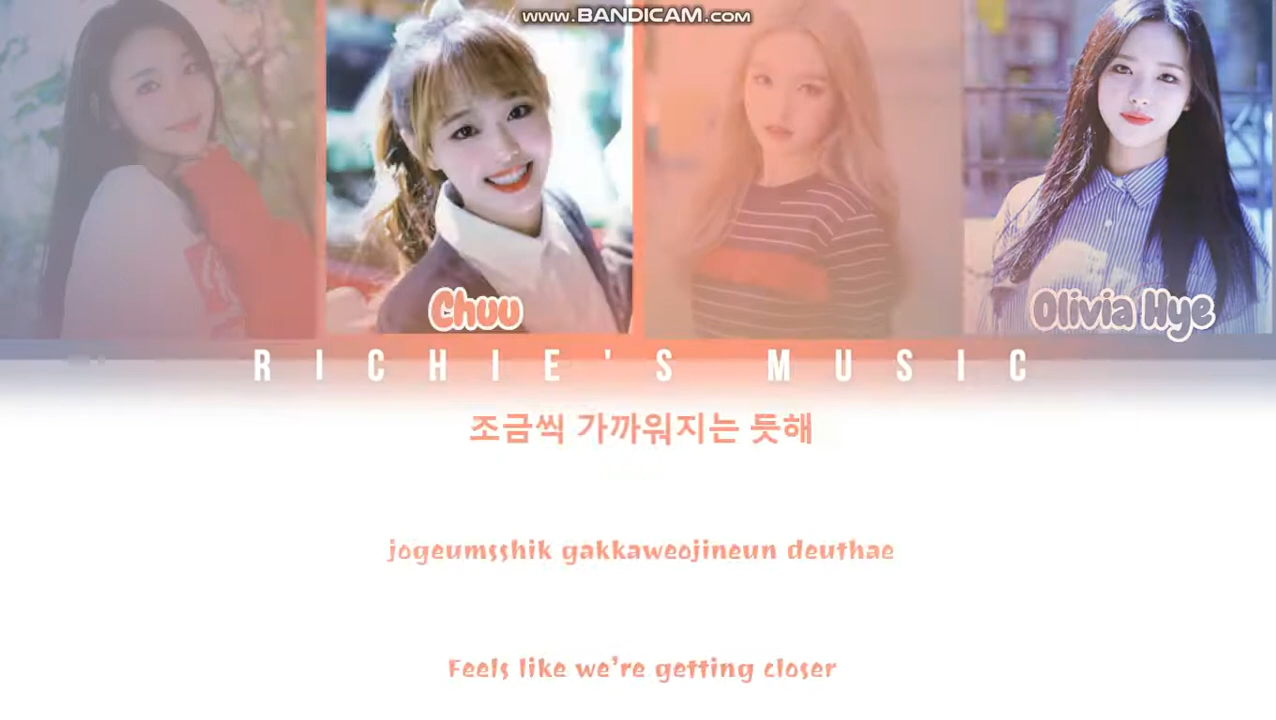 www.BANDICAM.com
Chuu
Olivia Hye
RICHIE'S MUSIC
조금씩 가까워지는 듯해
jogeumsshik gakkaweojineun deuthae
Feels like we're getting closer